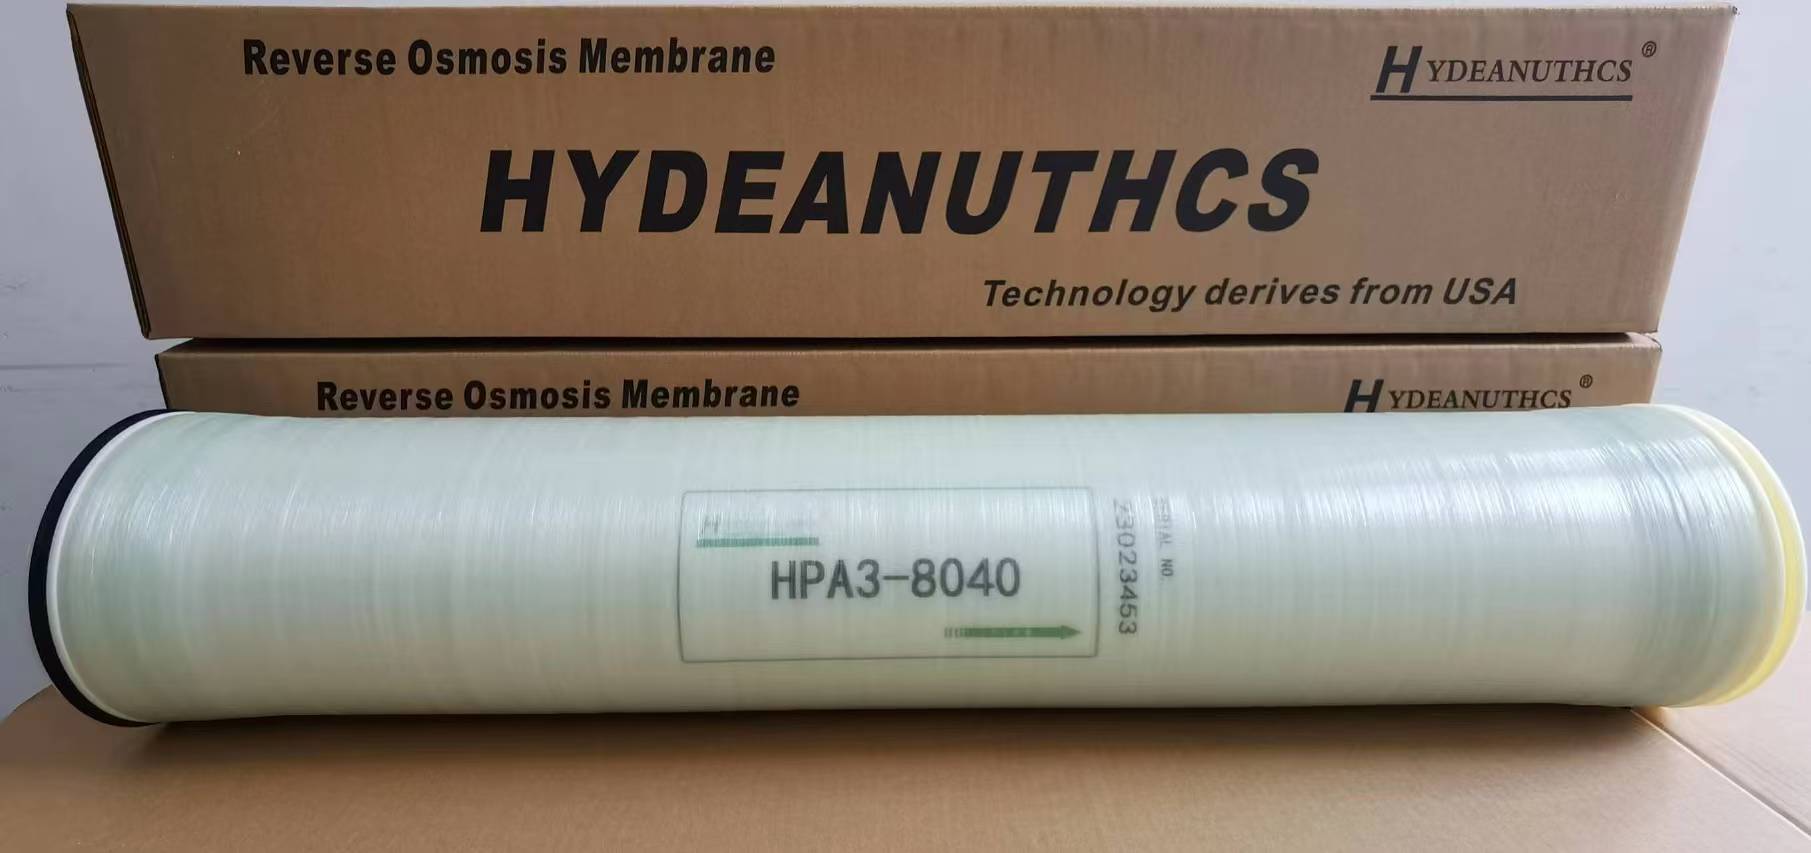 Reverse Osmosis Membrane
HYDEANUTHCS ®
HYDEANUTHCS
Technology derives from USA
Reverse Osmosis Membrane
HYDEANUTHCS ®
HPA3-8040
SERIAL NO.
23023453